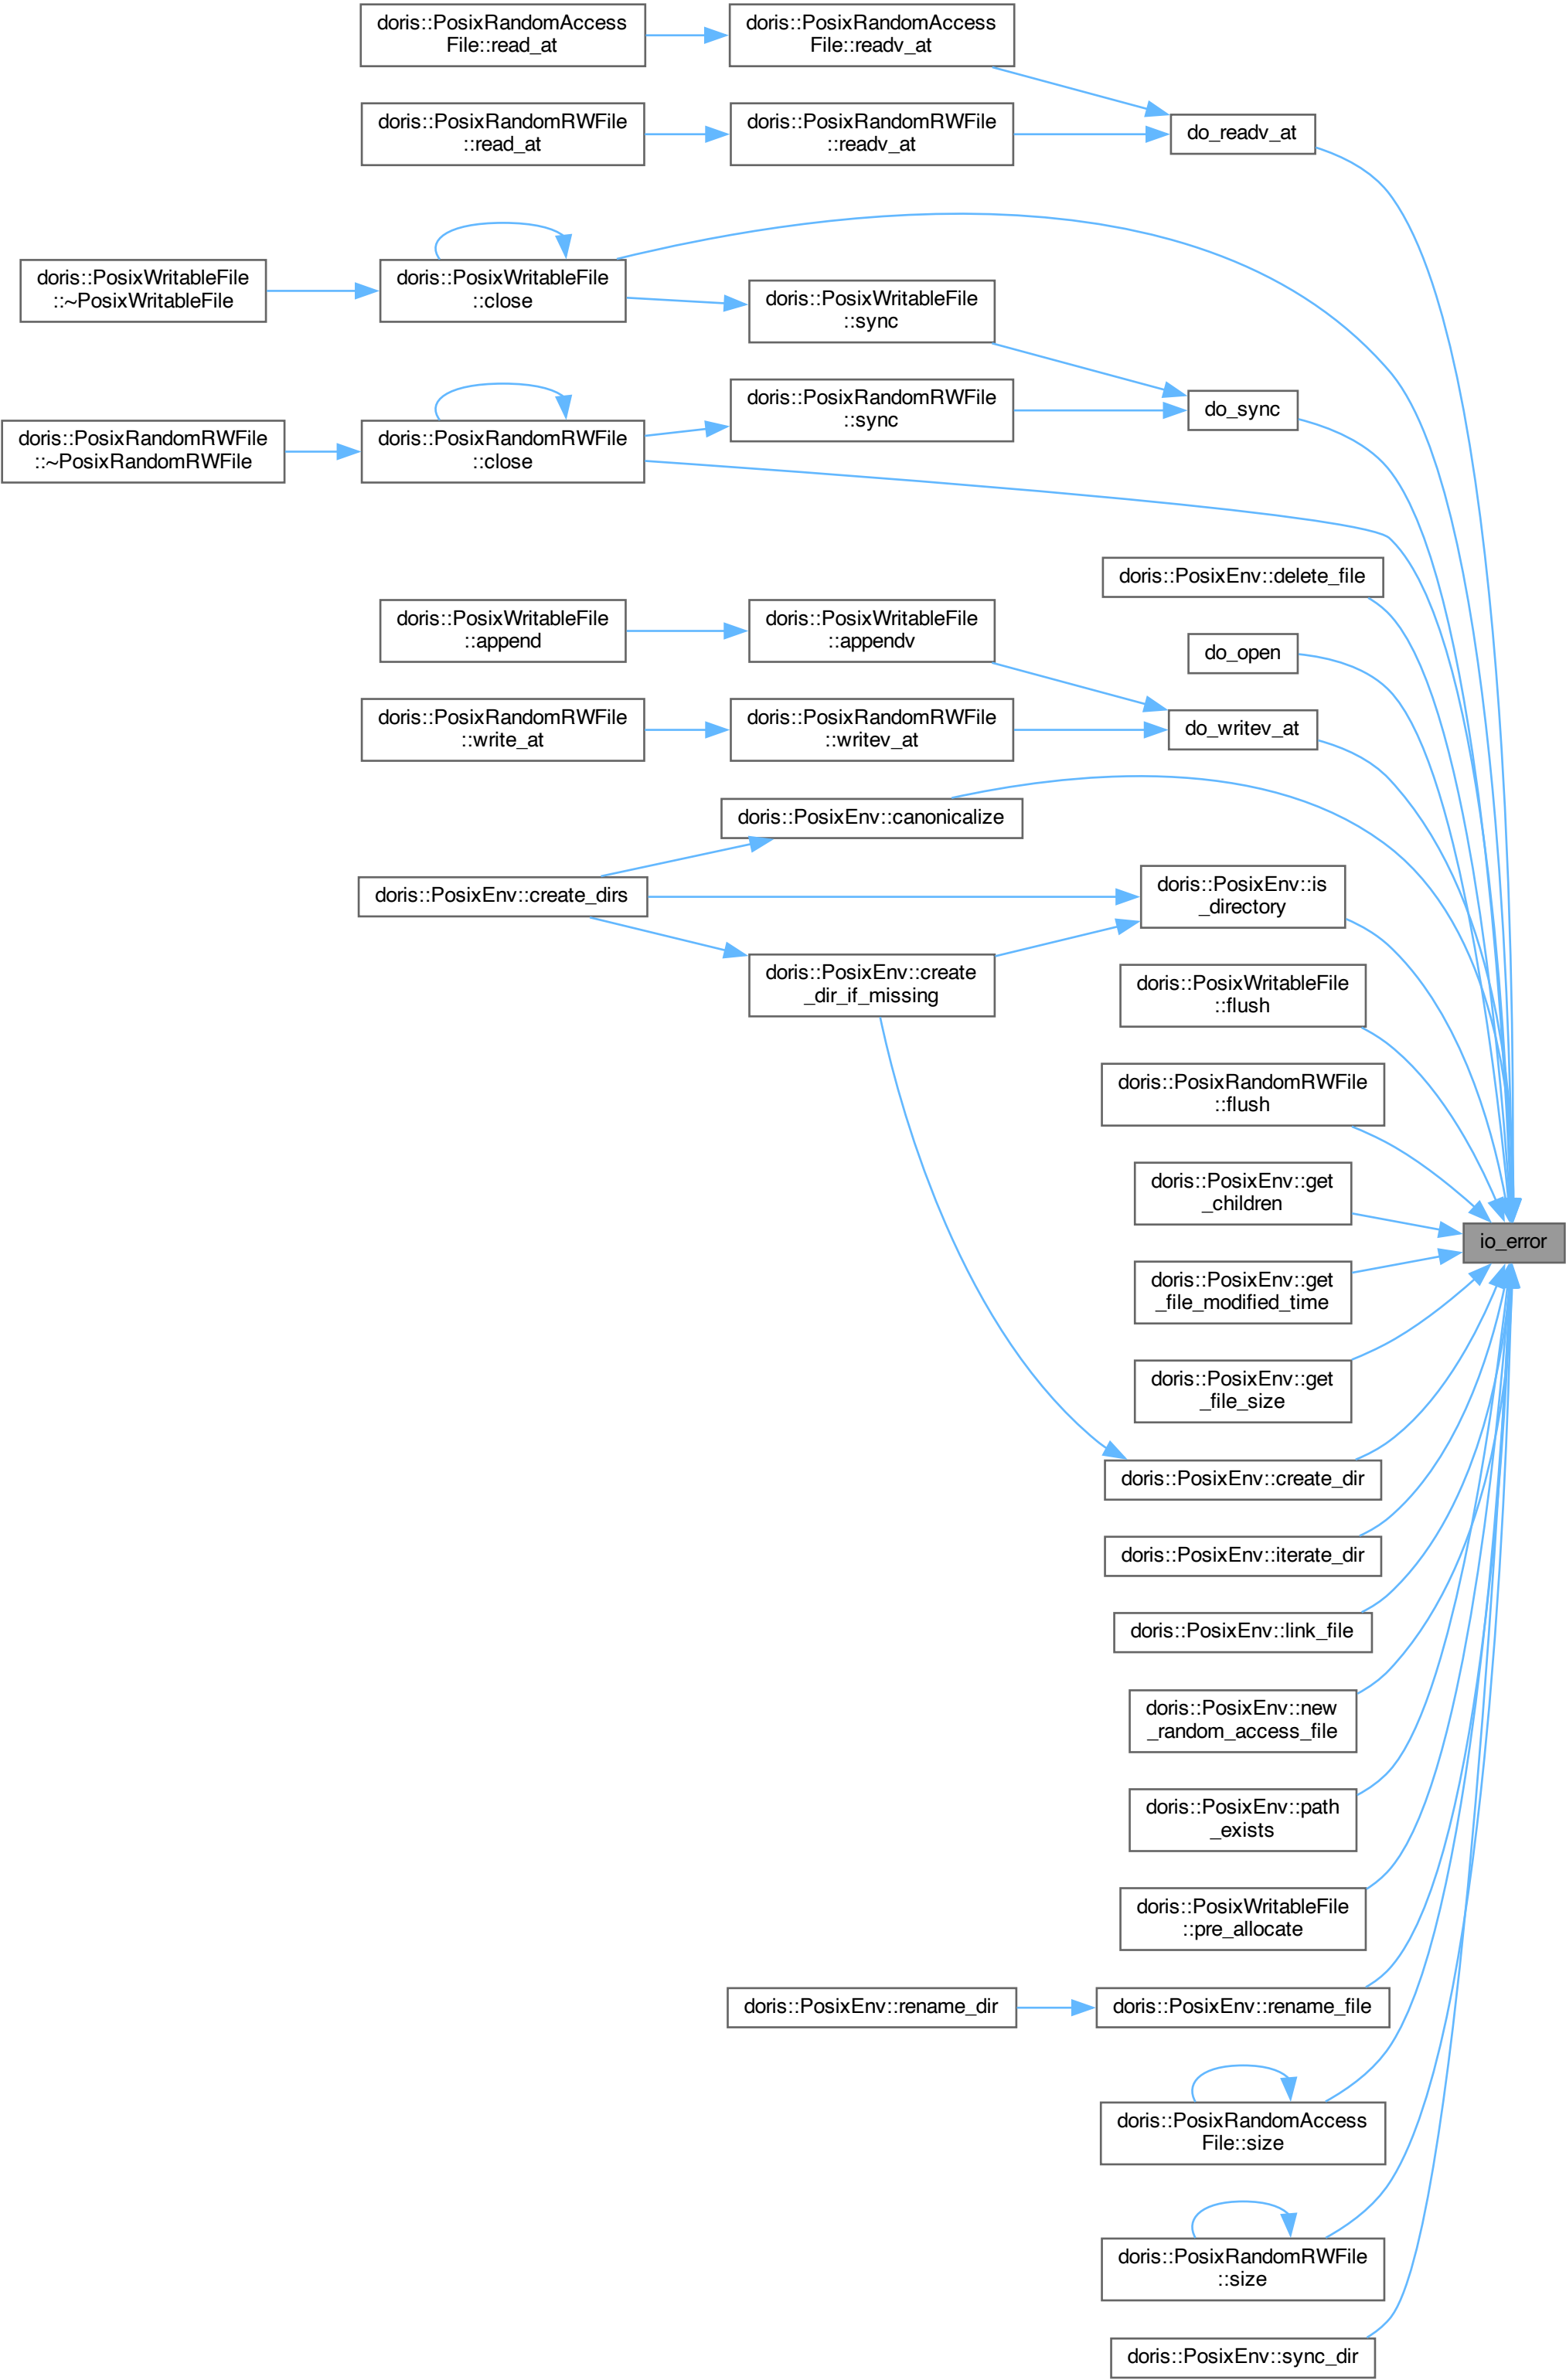 doris::PosixRandomAccess
File::read_at
doris::PosixRandomAccess
File::readv_at
doris::PosixRandomRWFile
::read_at
doris::PosixRandomRWFile
::readv_at
do_readv_at
doris::PosixWritableFile
::~PosixWritableFile
doris::PosixWritableFile
::close
doris::PosixWritableFile
::sync
doris::PosixRandomRWFile
::~PosixRandomRWFile
doris::PosixRandomRWFile
::close
doris::PosixRandomRWFile
::sync
do_sync
doris::PosixEnv::delete_file
do_open
doris::PosixWritableFile
::append
doris::PosixWritableFile
::appendv
doris::PosixRandomRWFile
::write_at
doris::PosixRandomRWFile
::writev_at
do_writev_at
doris::PosixEnv::canonicalize
doris::PosixEnv::create_dirs
doris::PosixEnv::is
_directory
doris::PosixEnv::create
_dir_if_missing
doris::PosixWritableFile
::flush
doris::PosixRandomRWFile
::flush
doris::PosixEnv::get
_children
io_error
doris::PosixEnv::get
_file_modified_time
doris::PosixEnv::get
_file_size
doris::PosixEnv::create_dir
doris::PosixEnv::iterate_dir
doris::PosixEnv::link_file
doris::PosixEnv::new
_random_access_file
doris::PosixEnv::path
_exists
doris::PosixWritableFile
::pre_allocate
doris::PosixEnv::rename_dir
doris::PosixEnv::rename_file
doris::PosixRandomAccess
File::size
doris::PosixRandomRWFile
::size
doris::PosixEnv::sync_dir